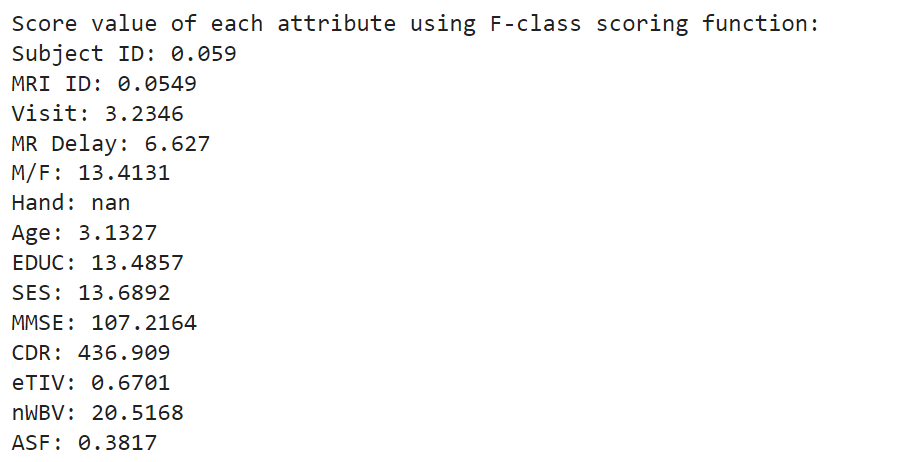 Score value of each attribute using F-class scoring function:
Subject ID: 0.059
MRI ID: 0.0549
Visit: 3.2346
MR Delay: 6.627
M/F: 13.4131
Hand: nan
Age: 3.1327
EDUC: 13.4857
SES: 13.6892
MMSE: 107.2164
CDR: 436.909
eTIV: 0.6701
nWBV: 20.5168
ASF: 0.3817